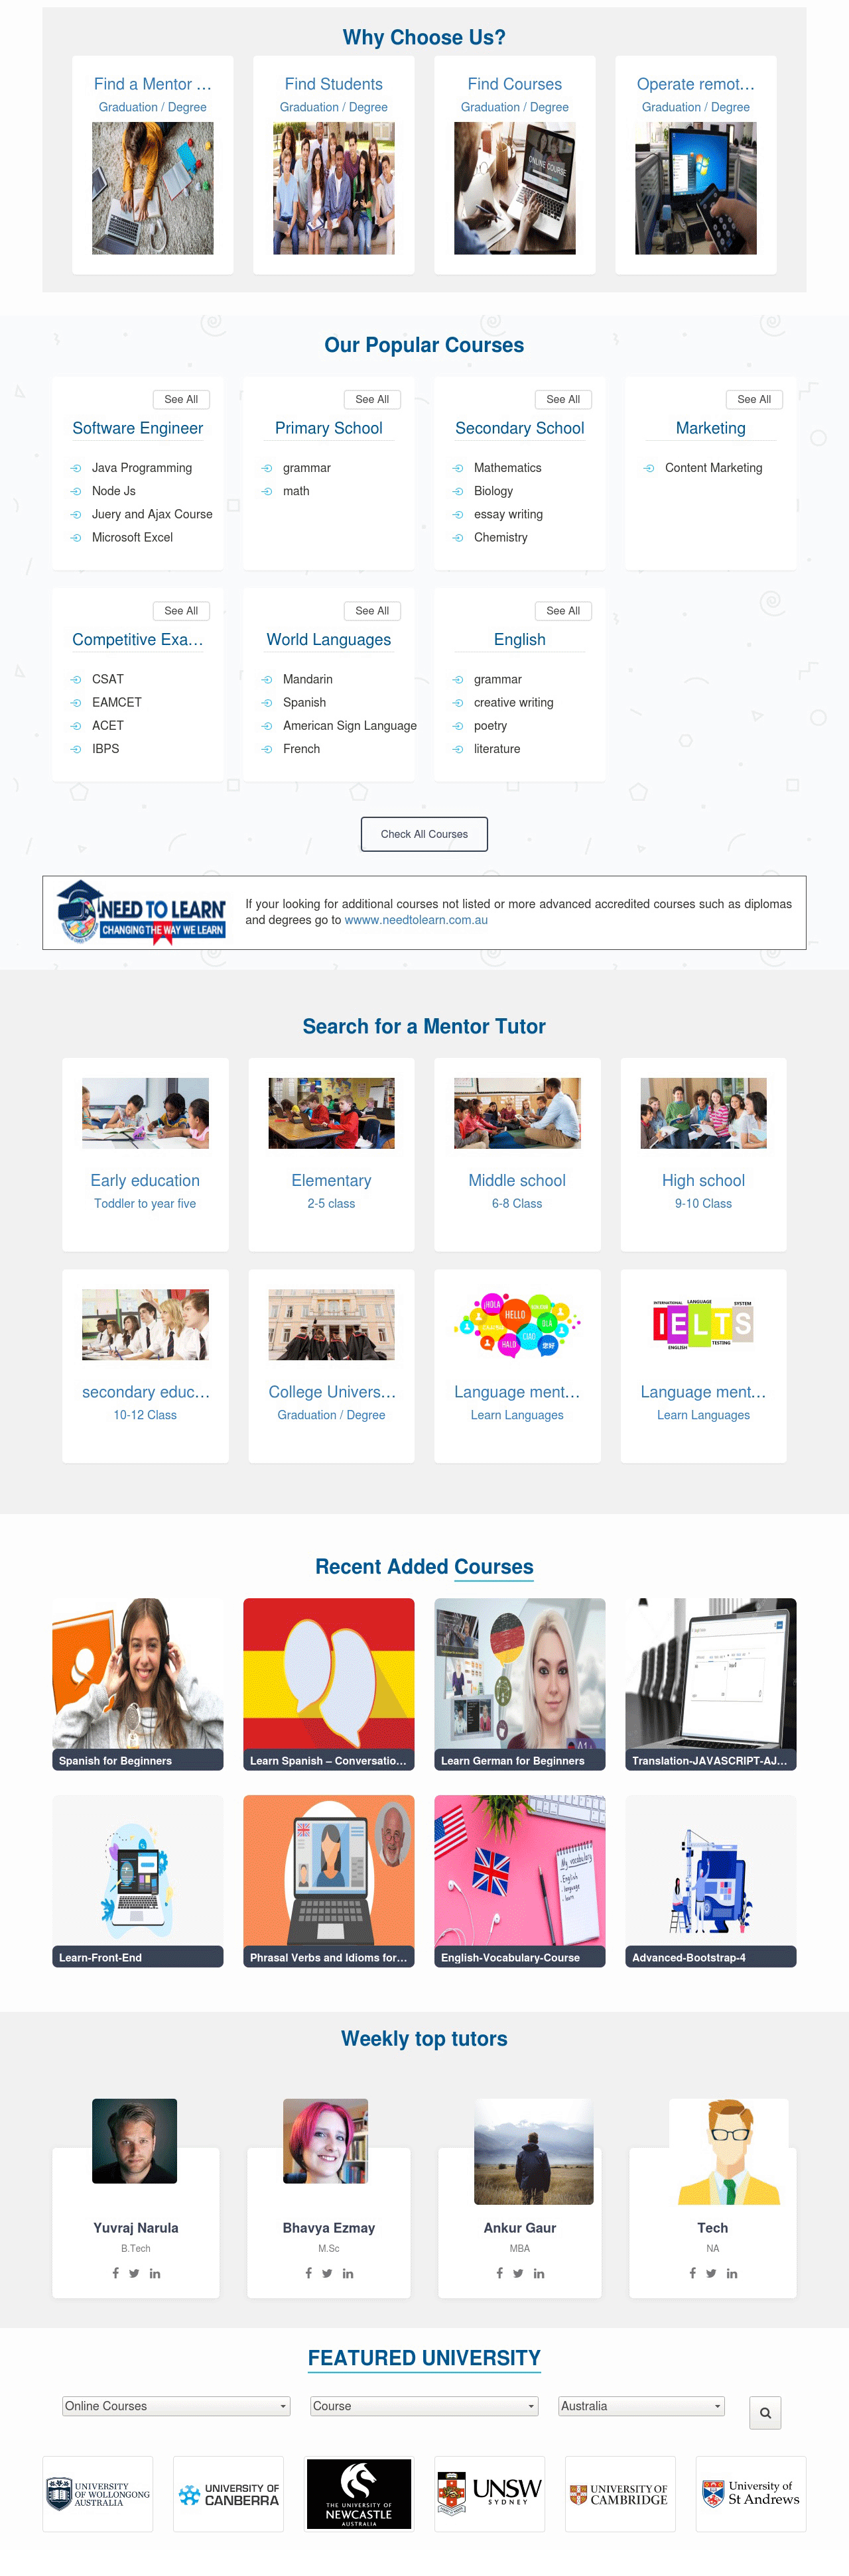 Why Choose Us?
Find a Mentor ...
Graduation / Degree
Find Students
Graduation / Degree
Find Courses
Graduation / Degree
Operate remot...
Graduation / Degree
ONLINE COURSE
Our Popular Courses
See All
Software Engineer
Java Programming
Node Js
Juery and Ajax Course
Microsoft Excel
See All
Primary School
grammar
math
See All
Secondary School
Mathematics
Biology
essay writing
Chemistry
See All
Marketing
Content Marketing
See All
Competitive Exa...
CSAT
EAMCET
ACET
IBPS
See All
World Languages
Mandarin
Spanish
American Sign Language
French
See All
English
grammar
creative writing
poetry
literature
Check All Courses
NEED TO LEARN
CHANGING THE WAY WE LEARN
If your looking for additional courses not listed or more advanced accredited courses such as diplomas
and degrees go to wwww.needtolearn.com.au
Search for a Mentor Tutor
Early education
Toddler to year five
Elementary
2-5 class
Middle school
6-8 Class
High school
9-10 Class
secondary educ...
10-12 Class
College Univers...
Graduation / Degree
¡HOLA
HELLO
OLA
CIAO
HALO
您好
Language ment...
Learn Languages
INTERNATIONAL LANGUAGE SYSTEM
IELTS
ENGLISH TESTING
Language ment...
Learn Languages
Recent Added Courses
Spanish for Beginners
Learn Spanish – Conversatio...
A1
Learn German for Beginners
Translation-JAVASCRIPT-AJ...
Learn-Front-End
Phrasal Verbs and Idioms for...
My vocabulary
- English
- language
- learn
English-Vocabulary-Course
Advanced-Bootstrap-4
Weekly top tutors
Yuvraj Narula
B.Tech
Bhavya Ezmay
M.Sc
Ankur Gaur
MBA
Tech
NA
FEATURED UNIVERSITY
Online Courses
Course
Australia
UNIVERSITY
OF WOLLONGONG
AUSTRALIA
UNIVERSITY OF
CANBERRA
THE UNIVERSITY OF
NEWCASTLE
AUSTRALIA
UNSW
SYDNEY
UNIVERSITY OF
CAMBRIDGE
University of
St Andrews